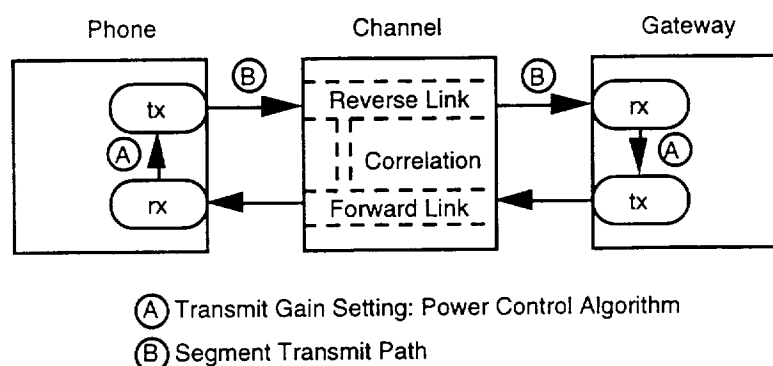 Phone Channel Gateway
B B
tx Reverse Link rx
A Correlation A
rx Forward Link tx
A Transmit Gain Setting: Power Control Algorithm
B Segment Transmit Path